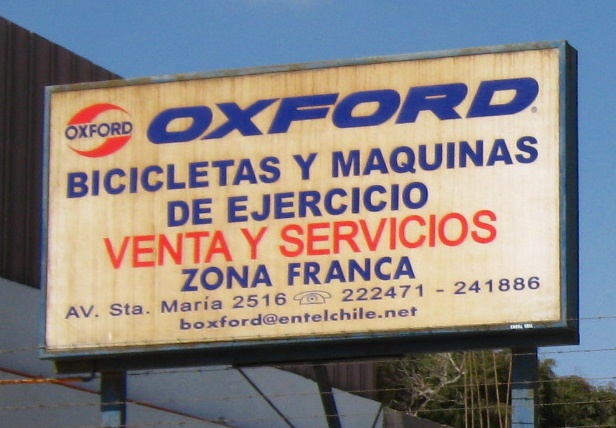 OXFORD OXFORD®
BICICLETAS Y MAQUINAS
DE EJERCICIO
VENTA Y SERVICIOS
ZONA FRANCA
AV. Sta. María 2516 ☏ 222471 - 241886
boxford@entelchile.net